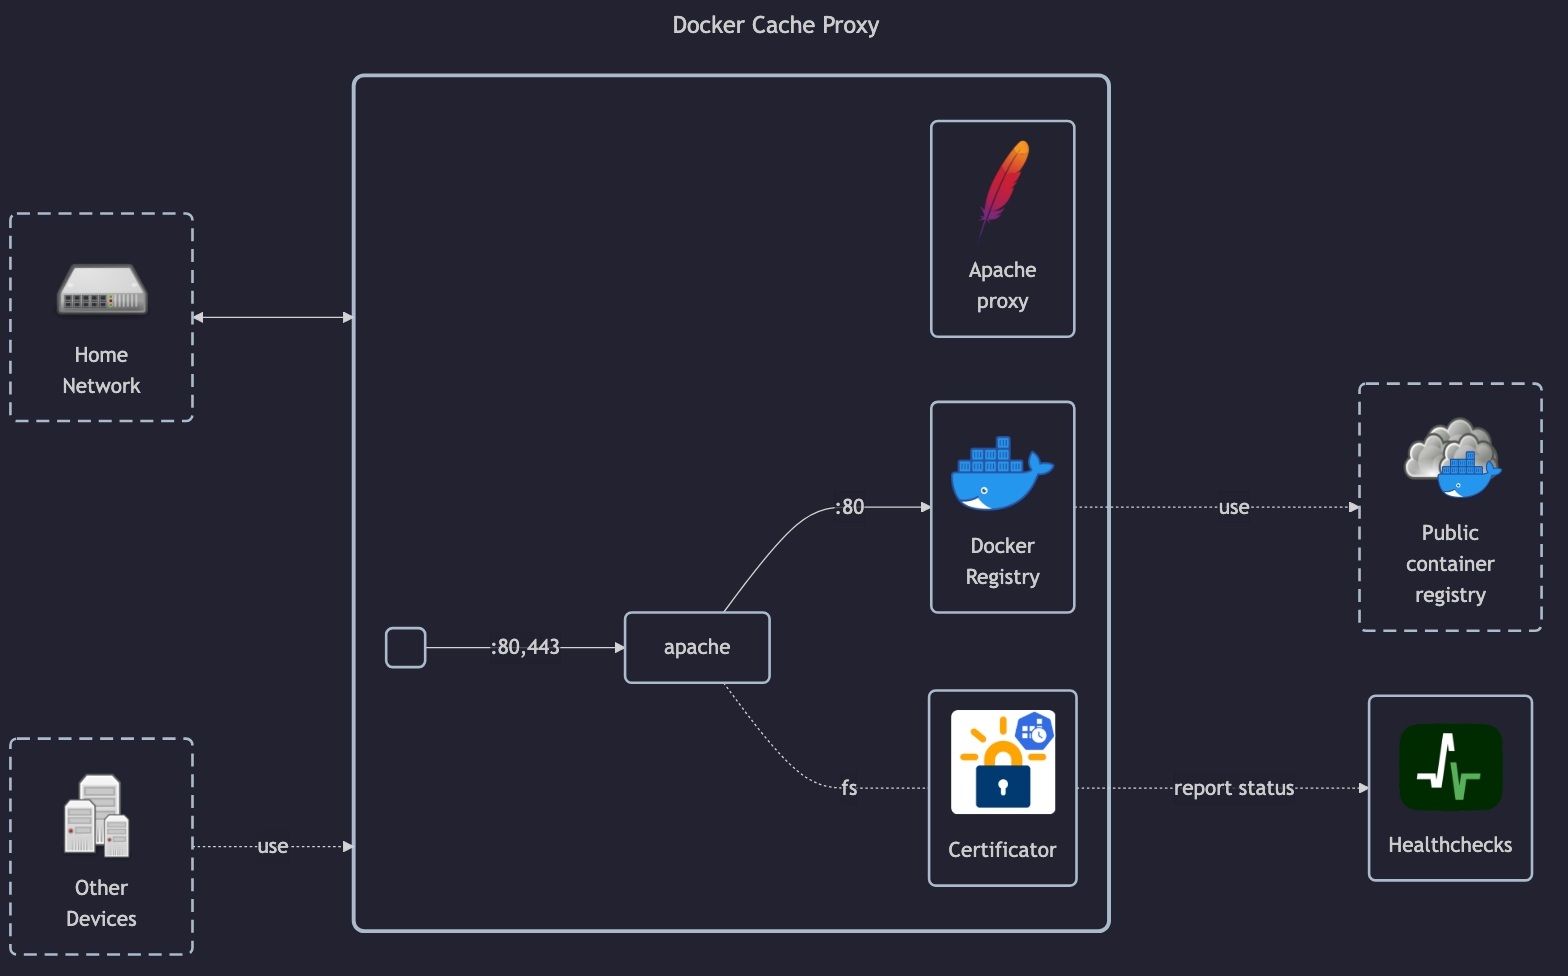 Docker Cache Proxy
Apache
proxy
Home
Network
:80
Docker
Registry
use
Public
container
registry
:80,443
apache
fs
Certificator
report status
Healthchecks
use
Other
Devices